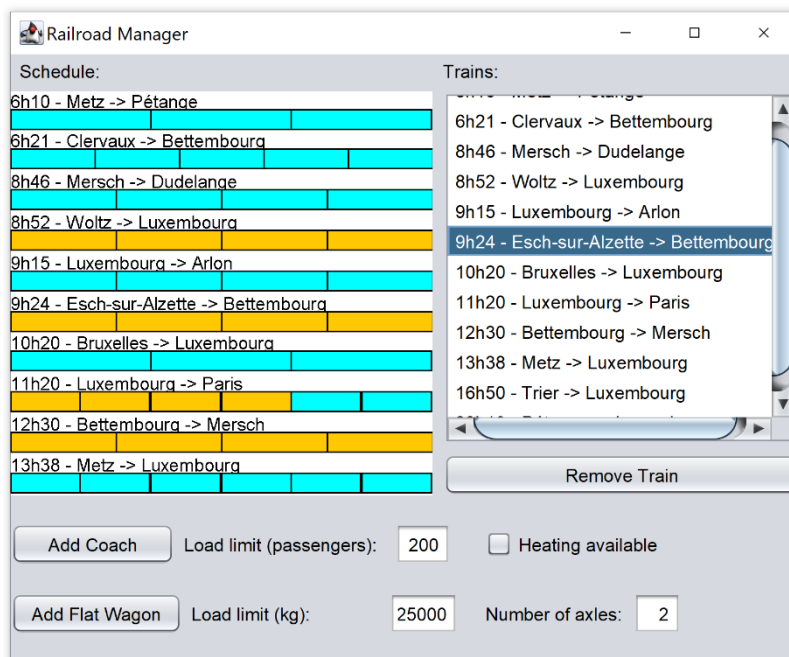 Railroad Manager
Schedule:
6h10 - Metz -> Pétange
6h21 - Clervaux -> Bettembourg
8h46 - Mersch -> Dudelange
8h52 - Woltz -> Luxembourg
9h15 - Luxembourg -> Arlon
9h24 - Esch-sur-Alzette -> Bettembourg
10h20 - Bruxelles -> Luxembourg
11h20 - Luxembourg -> Paris
12h30 - Bettembourg -> Mersch
13h38 - Metz -> Luxembourg
Trains:
6h21 - Clervaux -> Bettembourg
8h46 - Mersch -> Dudelange
8h52 - Woltz -> Luxembourg
9h15 - Luxembourg -> Arlon
9h24 - Esch-sur-Alzette -> Bettembourg
10h20 - Bruxelles -> Luxembourg
11h20 - Luxembourg -> Paris
12h30 - Bettembourg -> Mersch
13h38 - Metz -> Luxembourg
16h50 - Trier -> Luxembourg
Remove Train
Add Coach Load limit (passengers): 200 Heating available
Add Flat Wagon Load limit (kg): 25000 Number of axles: 2